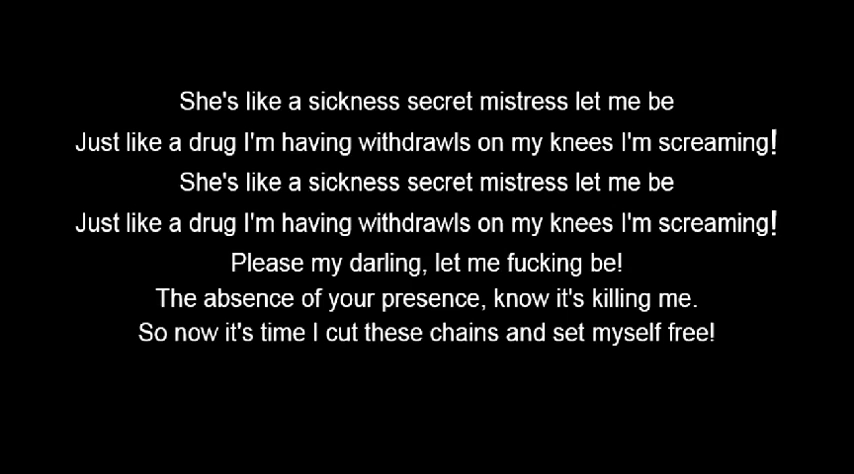 She's like a sickness secret mistress let me be
Just like a drug I'm having withdrawls on my knees I'm screaming!
She's like a sickness secret mistress let me be
Just like a drug I'm having withdrawls on my knees I'm screaming!
Please my darling, let me fucking be!
The absence of your presence, know it's killing me.
So now it's time I cut these chains and set myself free!